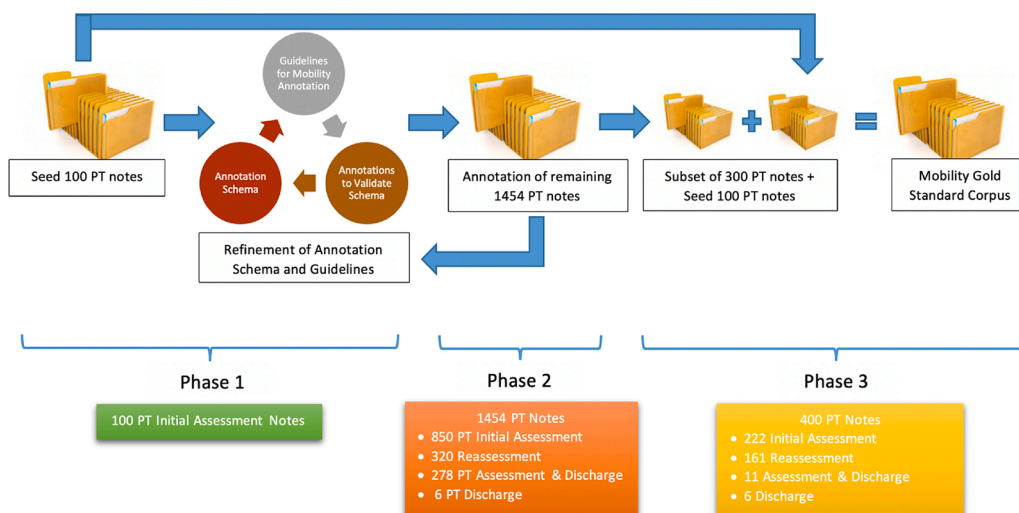 Guidelines
for Mobility
Annotation
Annotation
Schema
Annotations
to Validate
Schema
Seed 100 PT notes
Annotation of remaining
1454 PT notes
Subset of 300 PT notes +
Seed 100 PT notes
Mobility Gold
Standard Corpus
Refinement of Annotation
Schema and Guidelines
Phase 1
Phase 2
Phase 3
100 PT Initial Assessment Notes
1454 PT Notes
• 850 PT Initial Assessment
• 320 Reassessment
• 278 PT Assessment & Discharge
• 6 PT Discharge
400 PT Notes
• 222 Initial Assessment
• 161 Reassessment
• 11 Assessment & Discharge
• 6 Discharge